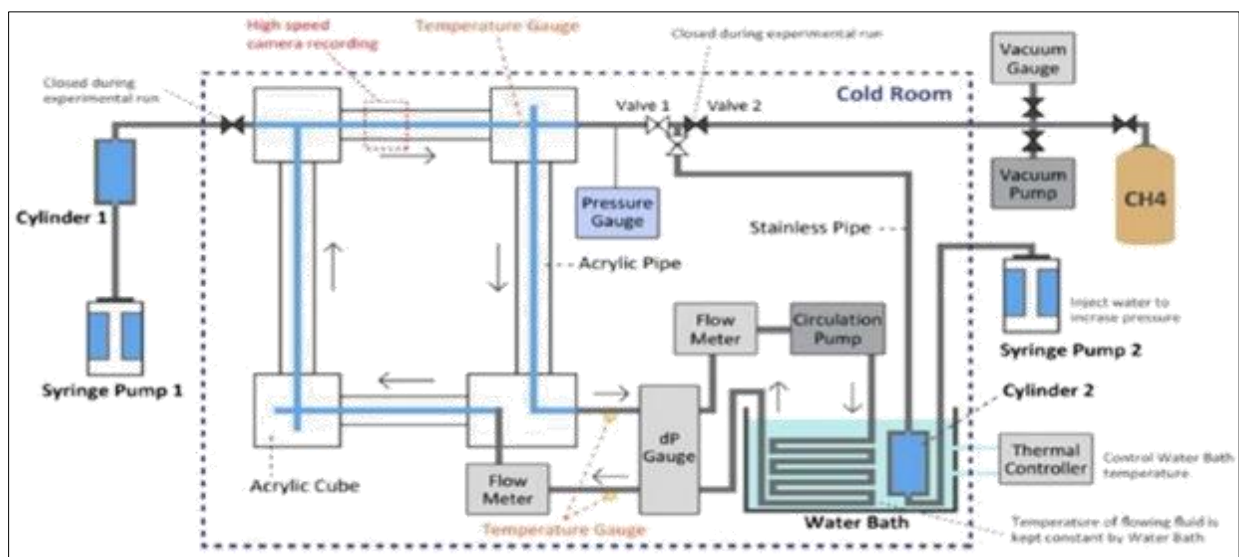 High speed
camera recording
Temperature Gauge
Closed during experimental run
Vacuum
Gauge
Closed during
experimental run
Valve 1
Valve 2
Cold Room
Cylinder 1
Pressure
Gauge
Vacuum
Pump
CH4
Stainless Pipe
Acrylic Pipe
Flow
Meter
Circulation
Pump
Inject water to
incrase pressure
Syringe Pump 1
Syringe Pump 2
Cylinder 2
dP
Gauge
Thermal
Controller
Control Water Bath
temperature
Acrylic Cube
Flow
Meter
Temperature Gauge
Water Bath
Temperature of flowing fluid is
kept constant by Water Bath